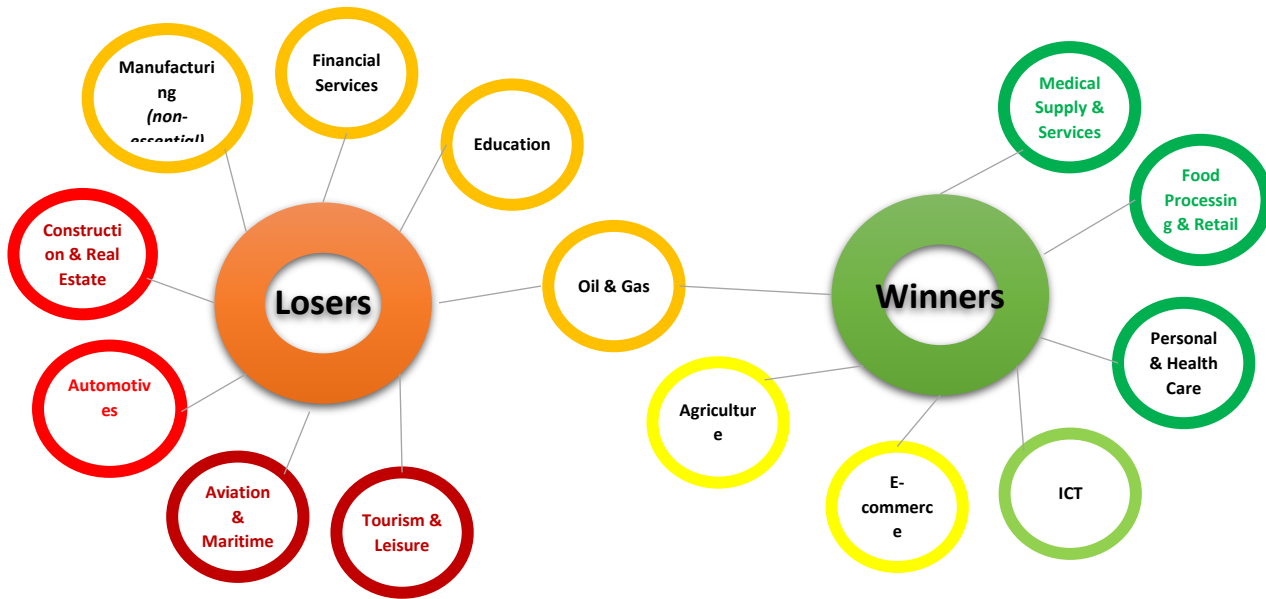 Manufacturi
ng
(non-
essential)
Financial
Services
Education
Constructi
on & Real
Estate
Losers
Automotiv
es
Aviation
&
Maritime
Tourism &
Leisure
Oil & Gas
Winners
Medical
Supply &
Services
Food
Processin
g & Retail
Personal
& Health
Care
Agricultur
e
E-
commerc
e
ICT